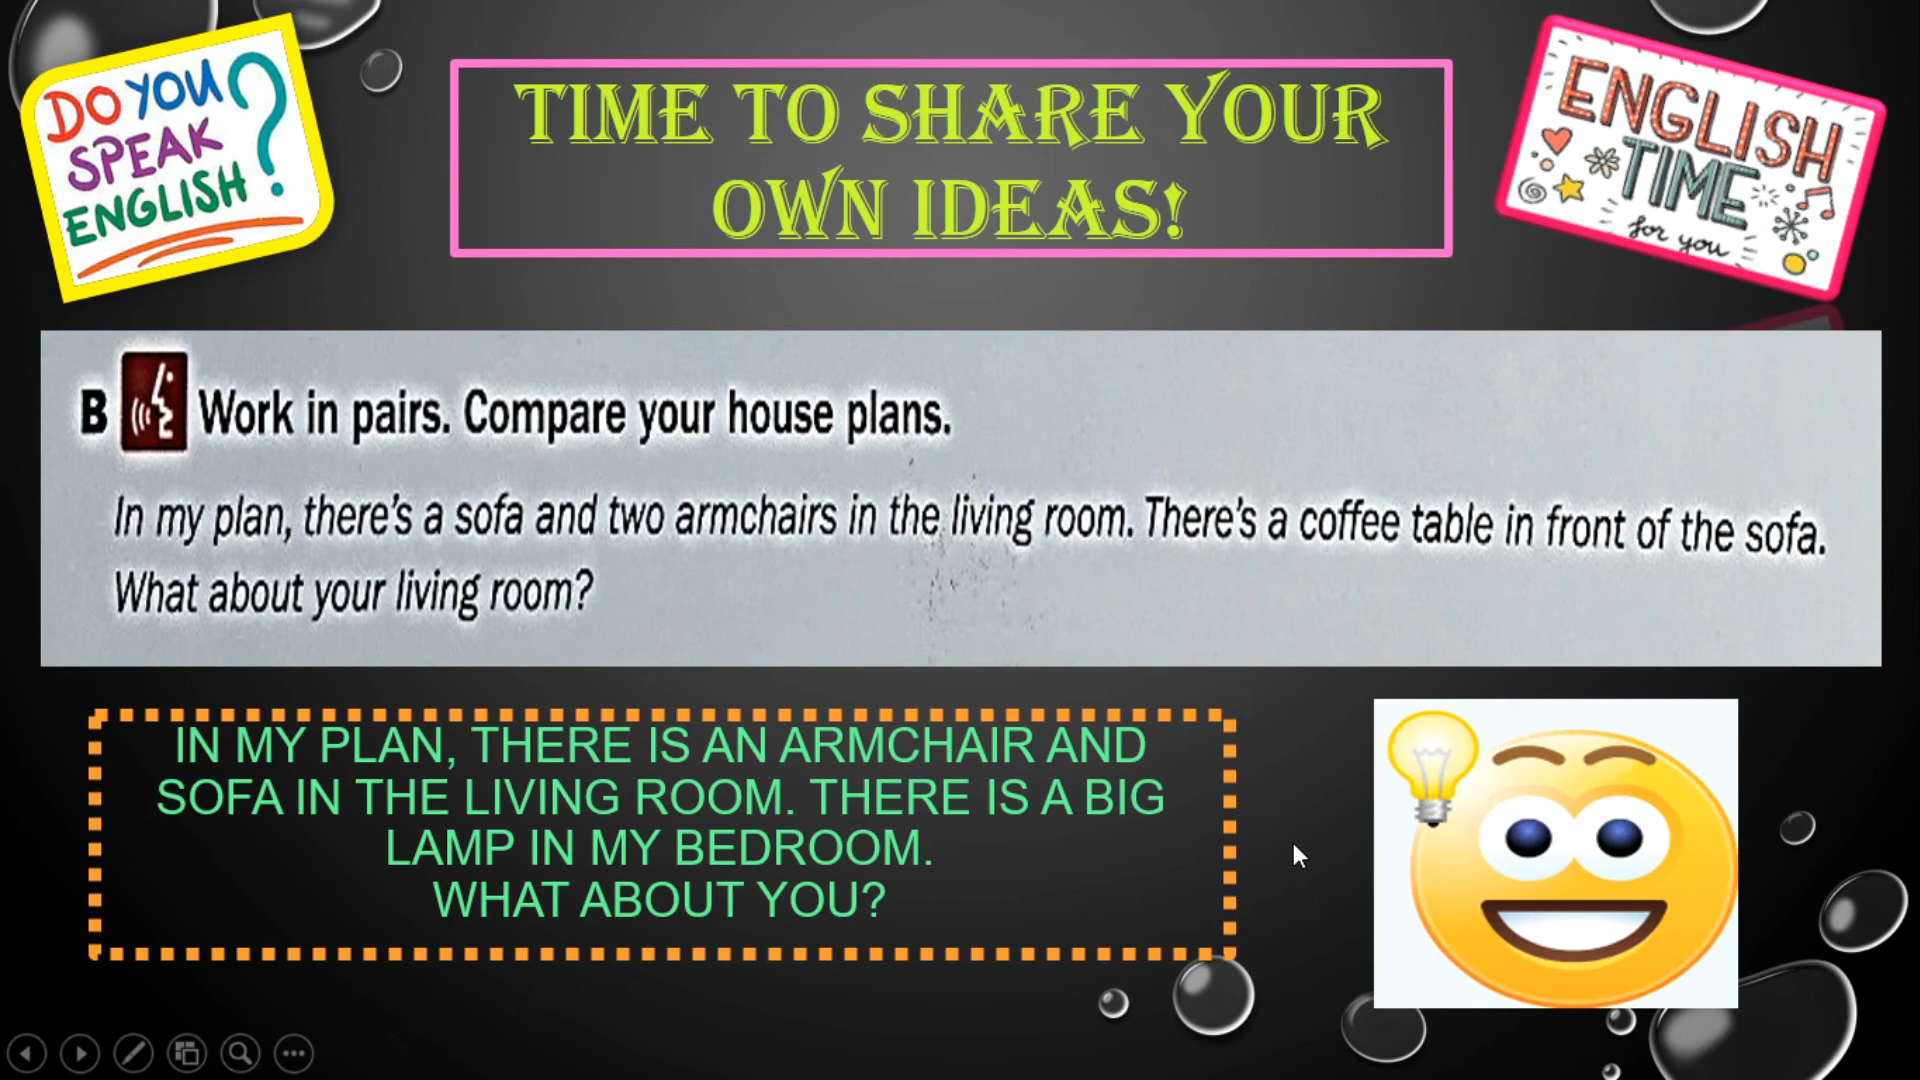 DO YOU
SPEAK
ENGLISH?
TIME TO SHARE YOUR
OWN IDEAS!
ENGLISH
TIME
for you
B Work in pairs. Compare your house plans.
In my plan, there's a sofa and two armchairs in the living room. There's a coffee table in front of the sofa.
What about your living room?
IN MY PLAN, THERE IS AN ARMCHAIR AND
SOFA IN THE LIVING ROOM. THERE IS A BIG
LAMP IN MY BEDROOM.
WHAT ABOUT YOU?